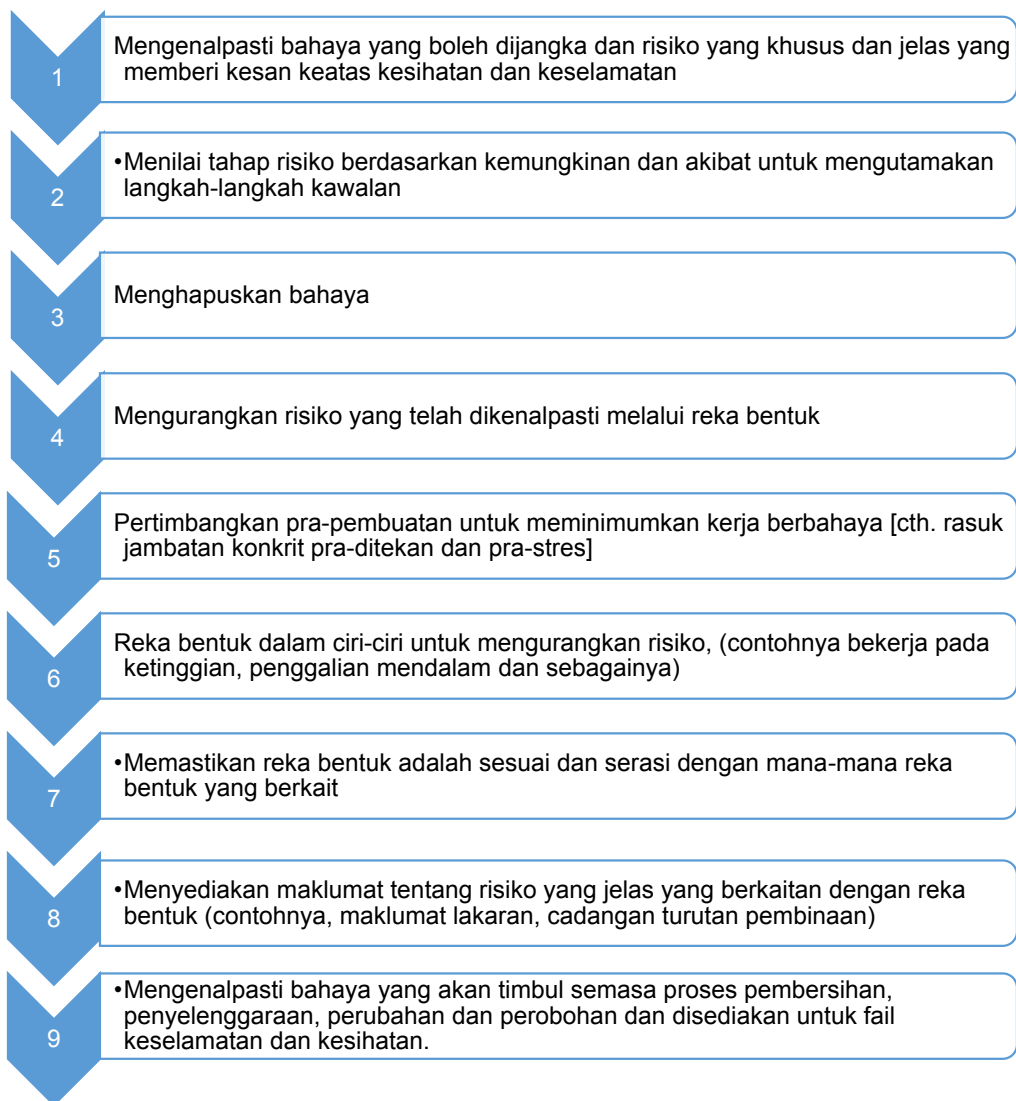 1
Mengenalpasti bahaya yang boleh dijangka dan risiko yang khusus dan jelas yang
memberi kesan keatas kesihatan dan keselamatan
2
•Menilai tahap risiko berdasarkan kemungkinan dan akibat untuk mengutamakan
langkah-langkah kawalan
3
Menghapuskan bahaya
4
Mengurangkan risiko yang telah dikenalpasti melalui reka bentuk
5
Pertimbangkan pra-pembuatan untuk meminimumkan kerja berbahaya [cth. rasuk
jambatan konkrit pra-ditekan dan pra-stres]
6
Reka bentuk dalam ciri-ciri untuk mengurangkan risiko, (contohnya bekerja pada
ketinggian, penggalian mendalam dan sebagainya)
7
•Memastikan reka bentuk adalah sesuai dan serasi dengan mana-mana reka
bentuk yang berkait
8
•Menyediakan maklumat tentang risiko yang jelas yang berkaitan dengan reka
bentuk (contohnya, maklumat lakaran, cadangan turutan pembinaan)
9
•Mengenalpasti bahaya yang akan timbul semasa proses pembersihan,
penyelenggaraan, perubahan dan perobohan dan disediakan untuk fail
keselamatan dan kesihatan.